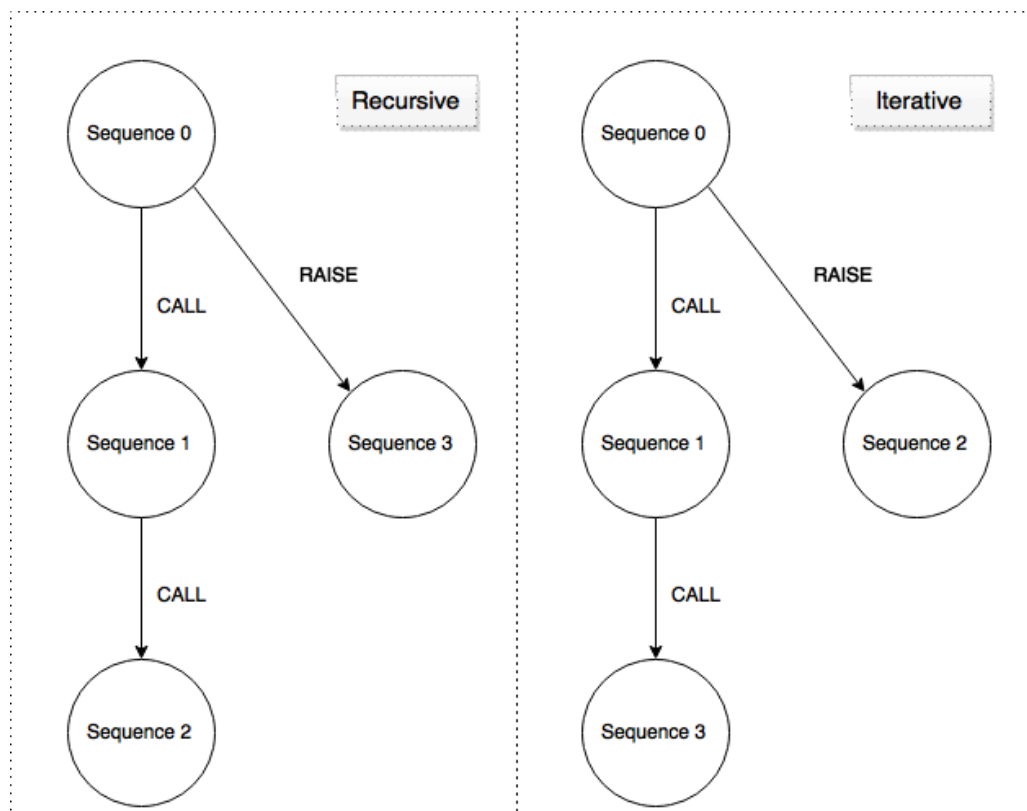 Recursive
Sequence 0
RAISE
CALL
Sequence 1
Sequence 3
CALL
Sequence 2
Iterative
Sequence 0
RAISE
CALL
Sequence 1
Sequence 2
CALL
Sequence 3